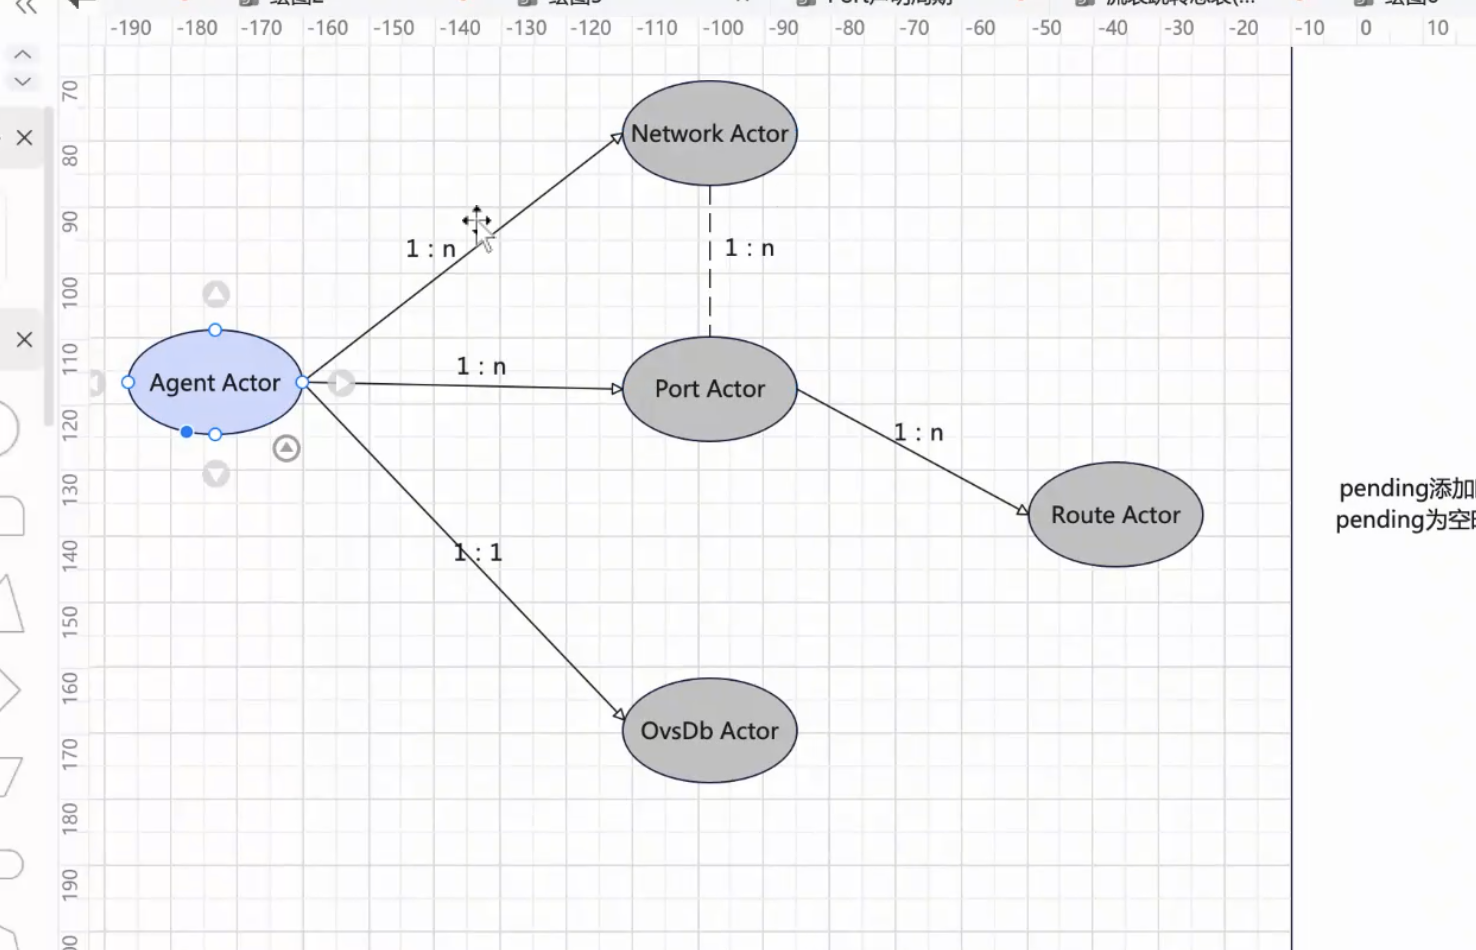 -190 -180 -170 -160 -150 -140 -130 -120 -110 -100 -90 -80 -70 -60 -50 -40 -30 -20 -10 0 10
70
80
90
100
110
120
130
140
150
160
170
180
190
Network Actor
1 : n
1 : n
Agent Actor
1 : n
Port Actor
1 : n
Route Actor
1 : 1
OvsDb Actor
pending添加
pending为空